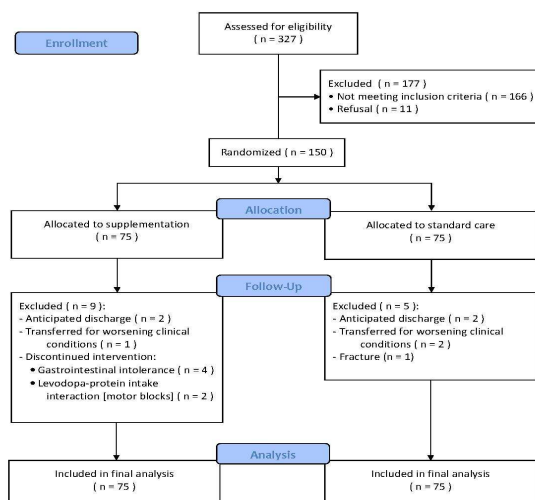 Assessed for eligibility
( n = 327 )
Enrollment
Excluded ( n = 177 )
• Not meeting inclusion criteria ( n = 166 )
• Refusal ( n = 11 )
Randomized ( n = 150 )
Allocation
Allocated to supplementation
( n = 75 )
Allocated to standard care
( n = 75 )
Follow-Up
Excluded ( n = 9 ):
- Anticipated discharge ( n = 2 )
- Transferred for worsening clinical
conditions ( n = 1 )
- Discontinued intervention:
• Gastrointestinal intolerance ( n = 4 )
• Levodopa-protein intake
interaction [motor blocks] ( n = 2 )
Excluded ( n = 5 ):
- Anticipated discharge ( n = 2 )
- Transferred for worsening clinical
conditions ( n = 2 )
- Fracture (n = 1)
Analysis
Included in final analysis
( n = 75 )
Included in final analysis
( n = 75 )